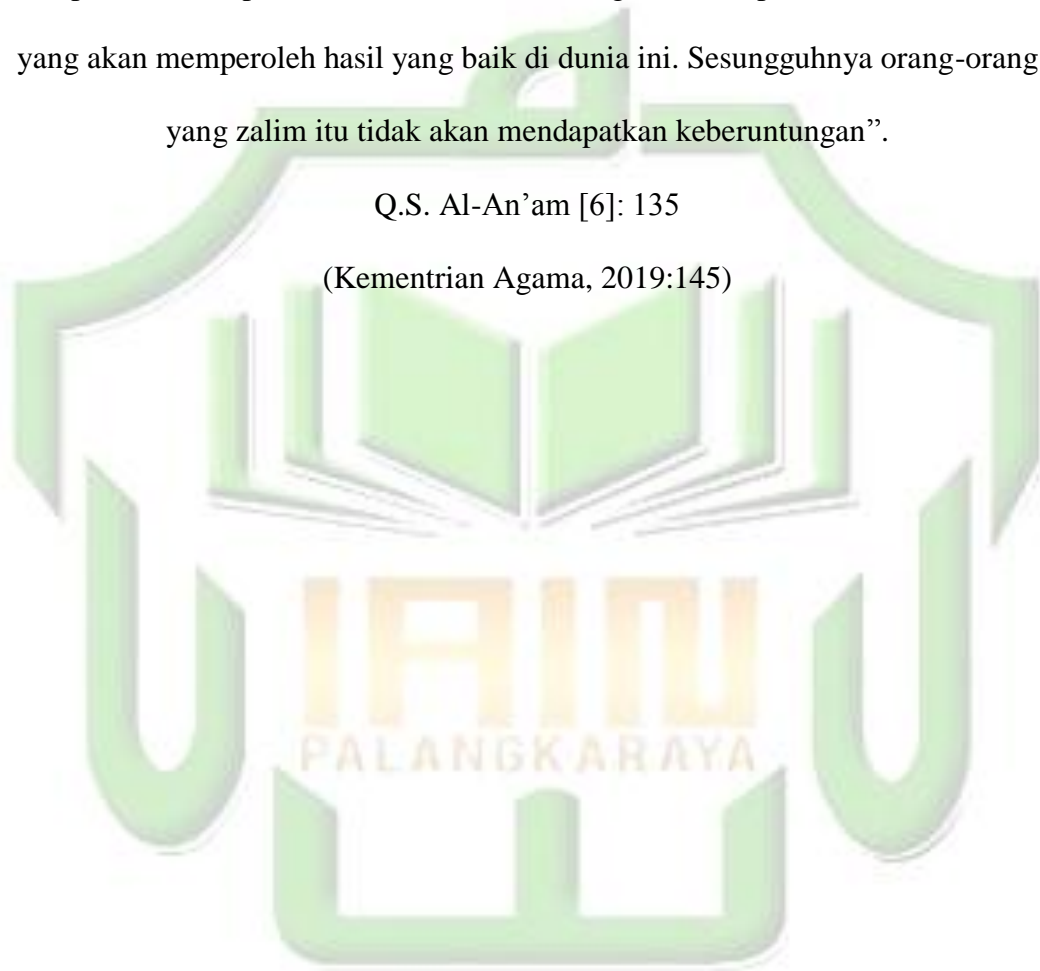 yang akan memperoleh hasil yang baik di dunia ini. Sesungguhnya orang-orang
yang zalim itu tidak akan mendapatkan keberuntungan”.
Q.S. Al-An’am [6]: 135
(Kementrian Agama, 2019:145)
IAIN
PALANGKARAYA